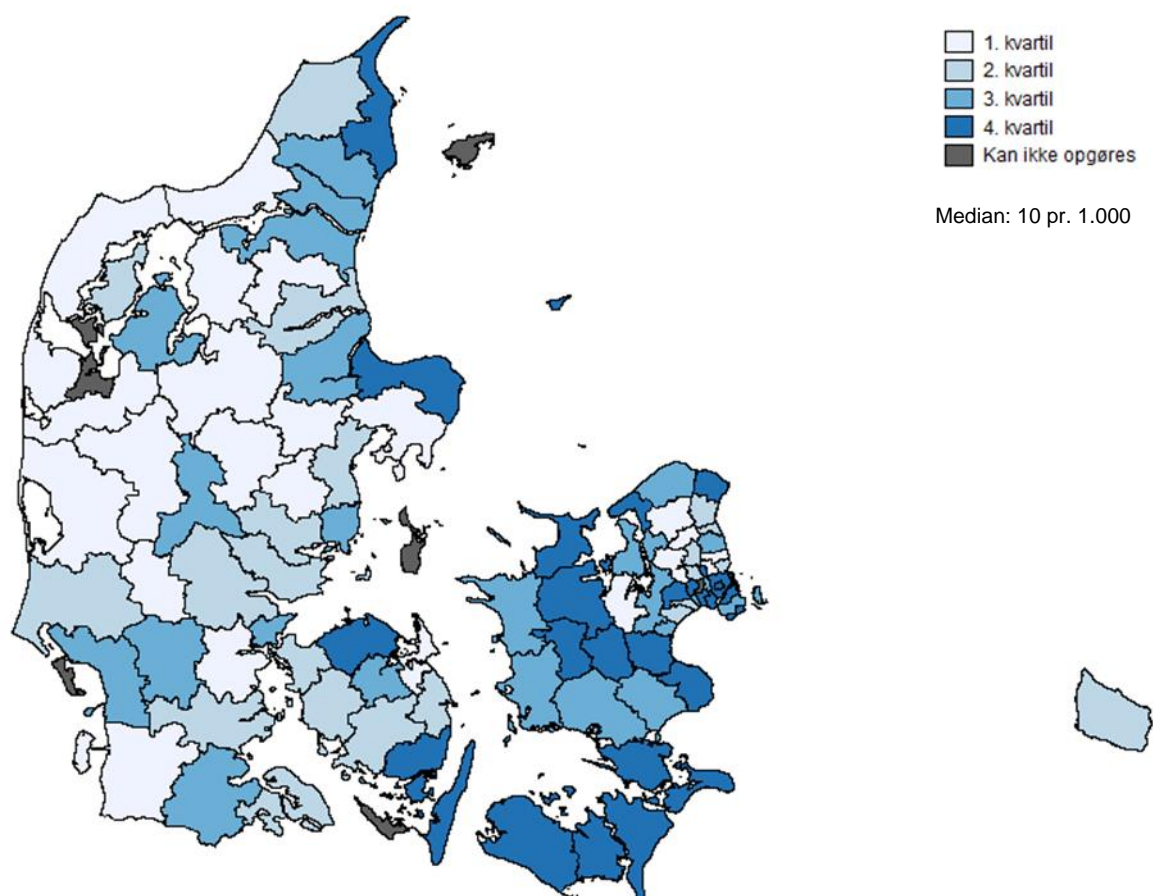 1. kvartil
2. kvartil
3. kvartil
4. kvartil
Kan ikke opgøres
Median: 10 pr. 1.000